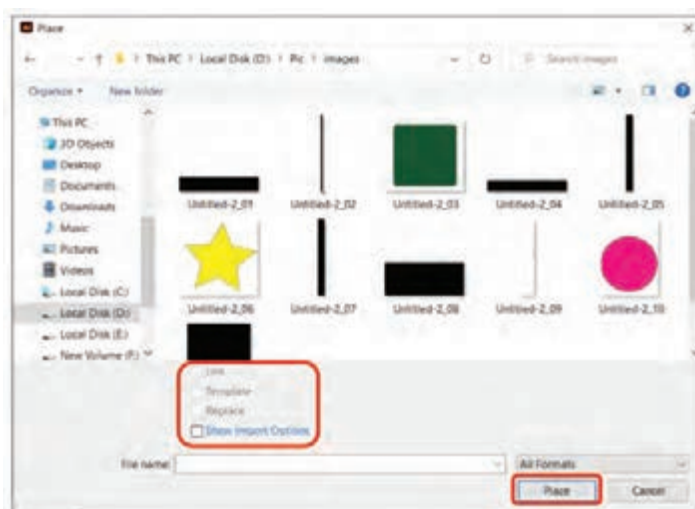 Place
This PC Local Disk (D:) Pic images
Search images
Organize New folder
This PC
3D Objects
Desktop
Documents
Downloads
Music
Pictures
Videos
Local Disk (C:)
Local Disk (D:)
Local Disk (E:)
New Volume (F:)
Untitled-2_01 Untitled-2_02 Untitled-2_03 Untitled-2_04 Untitled-2_05
Untitled-2_06 Untitled-2_07 Untitled-2_08 Untitled-2_09 Untitled-2_10
Link
Template
Replace
Show Import Options
File name: All Formats
Place Cancel